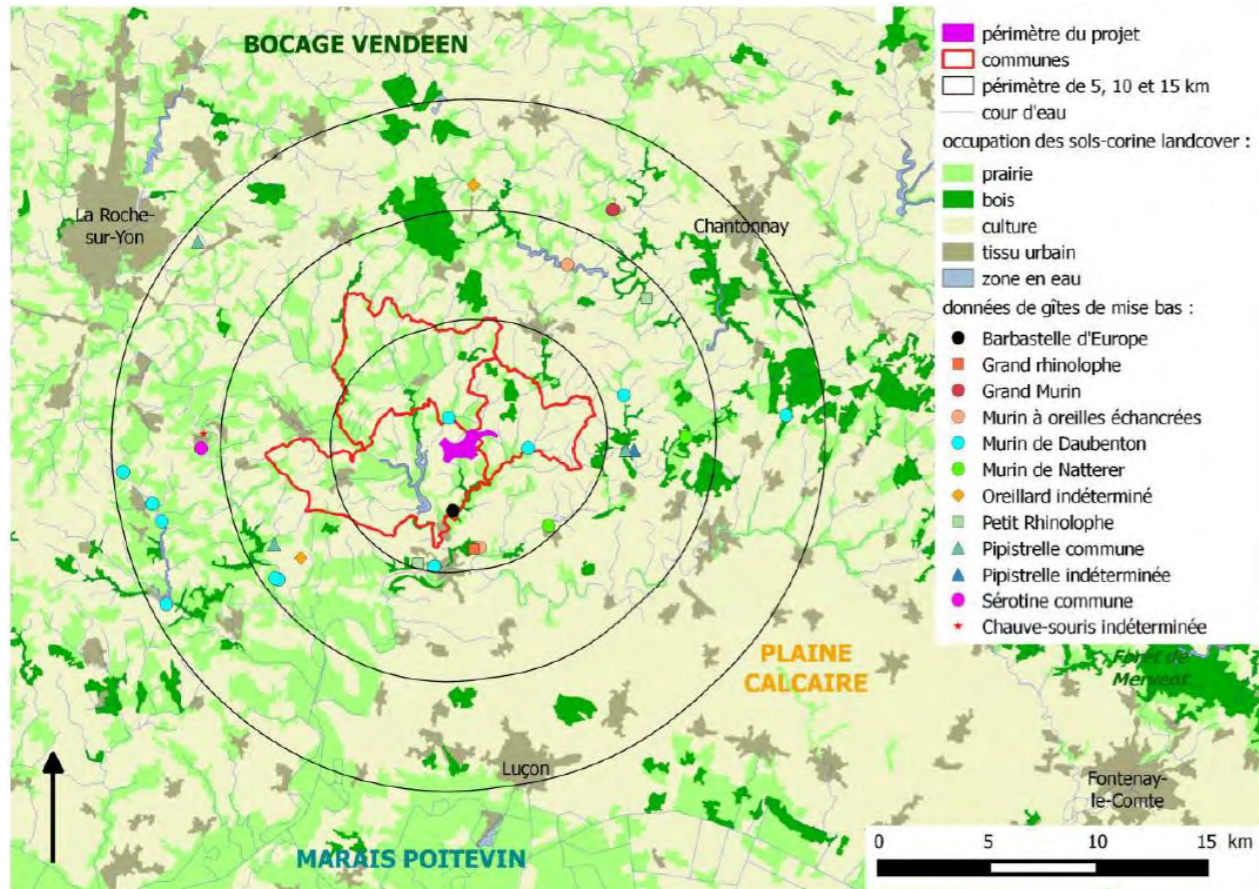 BOCAGE VENDEEN
La Roche-
sur-Yon
Chantonnay
PLAINE
CALCAIRE
Luçon
MARAIS POITEVIN
Forêt de
Mervent
Fontenay-
le-Comte
périmètre du projet
communes
périmètre de 5, 10 et 15 km
cour d'eau
occupation des sols-corine landcover :
prairie
bois
culture
tissu urbain
zone en eau
données de gîtes de mise bas :
Barbastelle d'Europe
Grand rhinolophe
Grand Murin
Murin à oreilles échancrées
Murin de Daubenton
Murin de Natterer
Oreillard indéterminé
Petit Rhinolophe
Pipistrelle commune
Pipistrelle indéterminée
Sérotine commune
Chauve-souris indéterminée
0 5 10 15 km